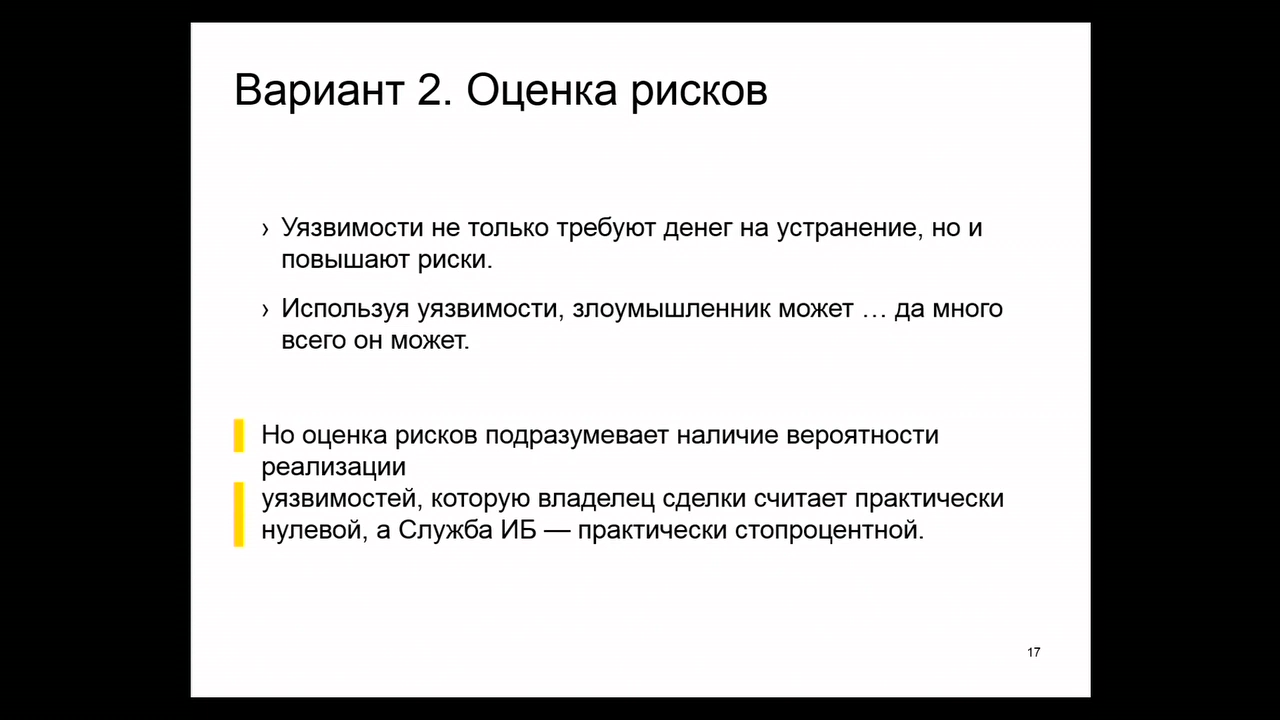 Вариант 2. Оценка рисков
› Уязвимости не только требуют денег на устранение, но и
повышают риски.
› Используя уязвимости, злоумышленник может … да много
всего он может.
Но оценка рисков подразумевает наличие вероятности
реализации
уязвимостей, которую владелец сделки считает практически
нулевой, а Служба ИБ — практически стопроцентной.
17